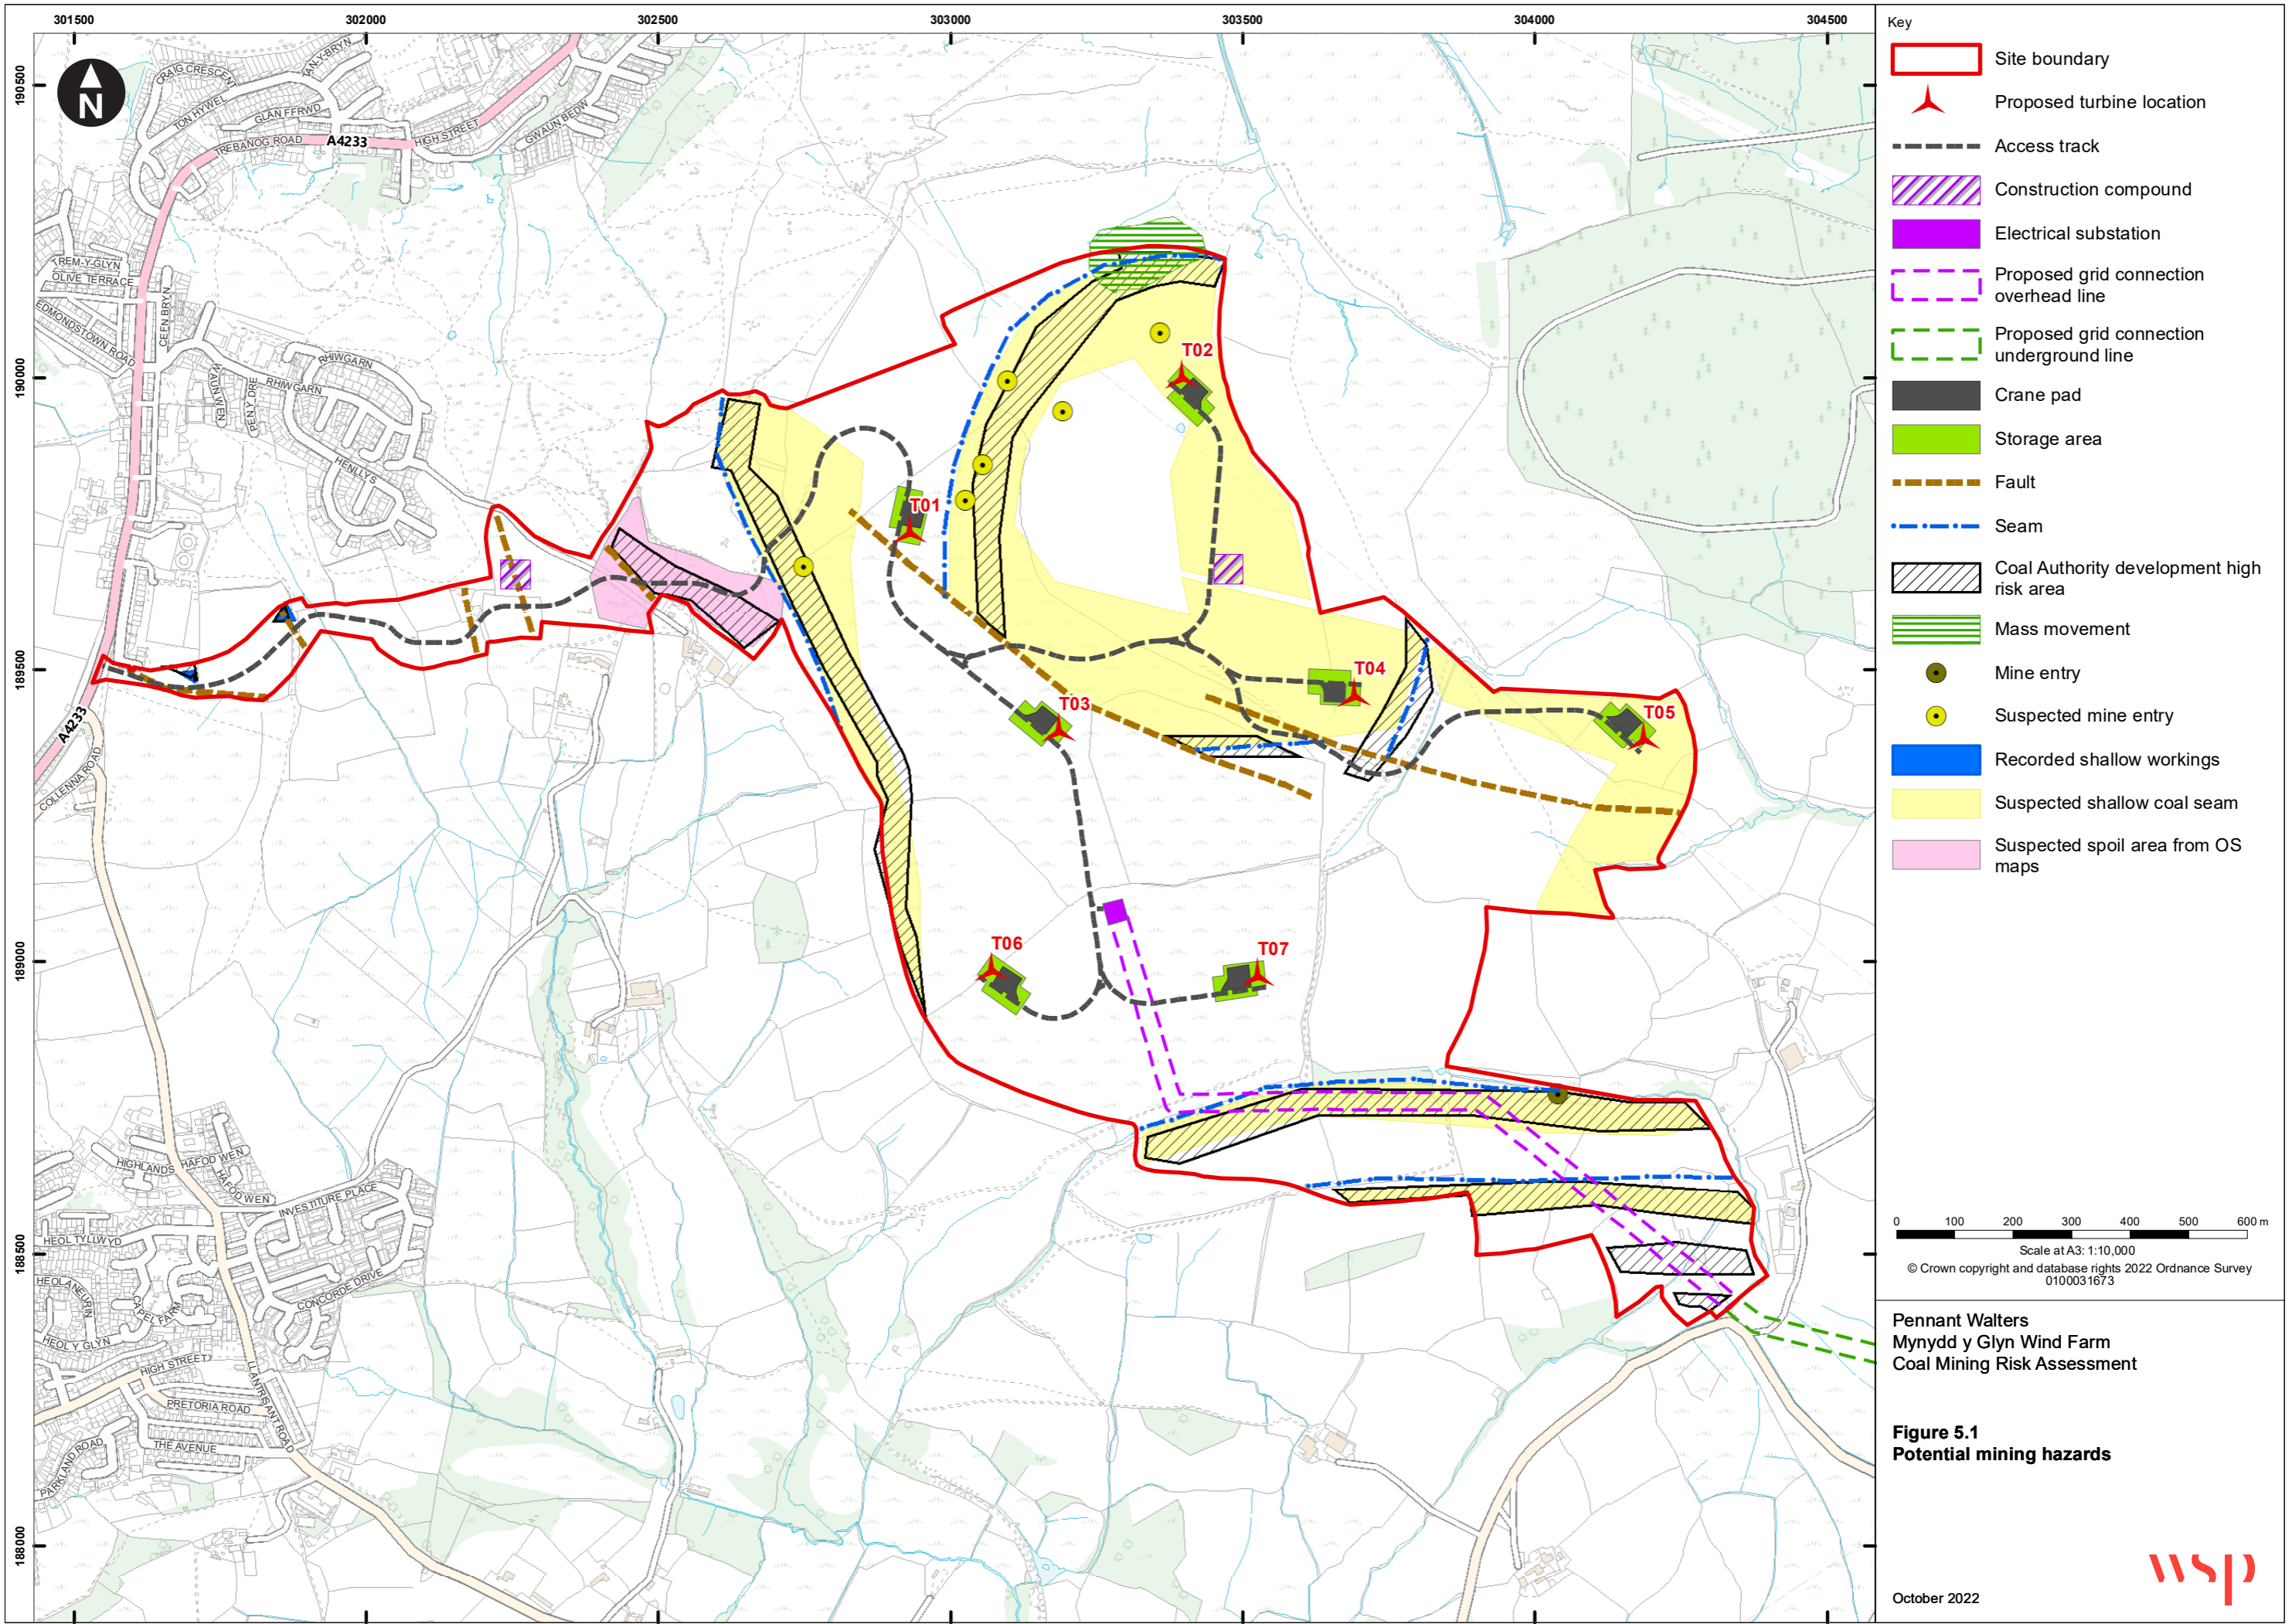 301500
302000
302500
303000
303500
304000
304500
190500
190000
189500
189000
188500
188000
N
CRAIG CRESCENT
TAN-Y-BRYN
TON HYWEL
GLAN FFRWD
TREBANOG ROAD
A4233
HIGH STREET
GWAUN BEDW
TREM-Y-GLYN
OLIVE TERRACE
EDMONDSTOWN ROAD
CEFN BRYN
RHIWGARN
RHIWGARN
WAUN WEN
PEN Y DRE
HENLLYS
A4233
COLLENNA ROAD
T01
T02
T03
T04
T05
T06
T07
HIGHLANDS
HAFOD WEN
HAFOD WEN
INVESTITURE PLACE
HEOL TYLLWYD
CONCORDE DRIVE
HEOL ANEURIN
CAPEL FARM
HEOL Y GLYN
HIGH STREET
LLANTRISANT ROAD
PRETORIA ROAD
THE AVENUE
PARKLAND ROAD
Key
Site boundary
Proposed turbine location
Access track
Construction compound
Electrical substation
Proposed grid connection
overhead line
Proposed grid connection
underground line
Crane pad
Storage area
Fault
Seam
Coal Authority development high
risk area
Mass movement
Mine entry
Suspected mine entry
Recorded shallow workings
Suspected shallow coal seam
Suspected spoil area from OS
maps
0 100 200 300 400 500 600 m
Scale at A3: 1:10,000
© Crown copyright and database rights 2022 Ordnance Survey
0100031673
Pennant Walters
Mynydd y Glyn Wind Farm
Coal Mining Risk Assessment
Figure 5.1
Potential mining hazards
October 2022
wsp